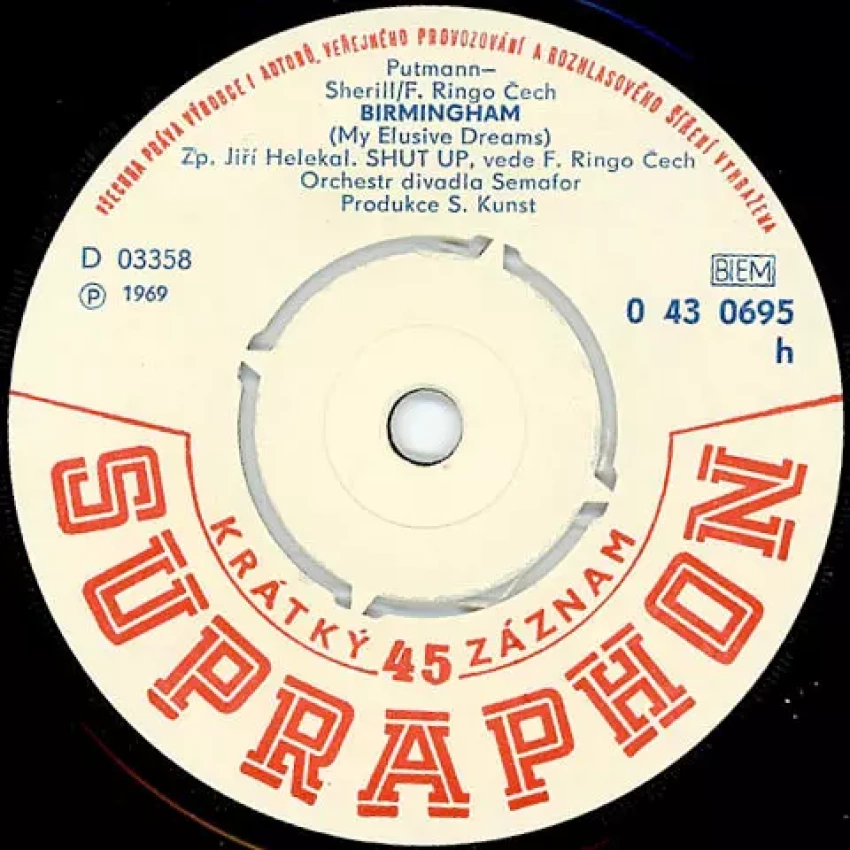 VŠECHNA PRÁVA VÝROBCE I AUTORŮ, VEŘEJNÉHO PROVOZOVÁNÍ A ROZHLASOVÉHO ŠÍŘENÍ VYHRAŽENA
Putmann–
Sherill/F. Ringo Čech
BIRMINGHAM
(My Elusive Dreams)
Zp. Jiří Helekal. SHUT UP, vede F. Ringo Čech
Orchestr divadla Semafor
Produkce S. Kunst
D 03358
Ⓟ 1969
BIEM
0 43 0695
h
KRÁTKÝ 45 ZÁZNAM
SUPRAPHON